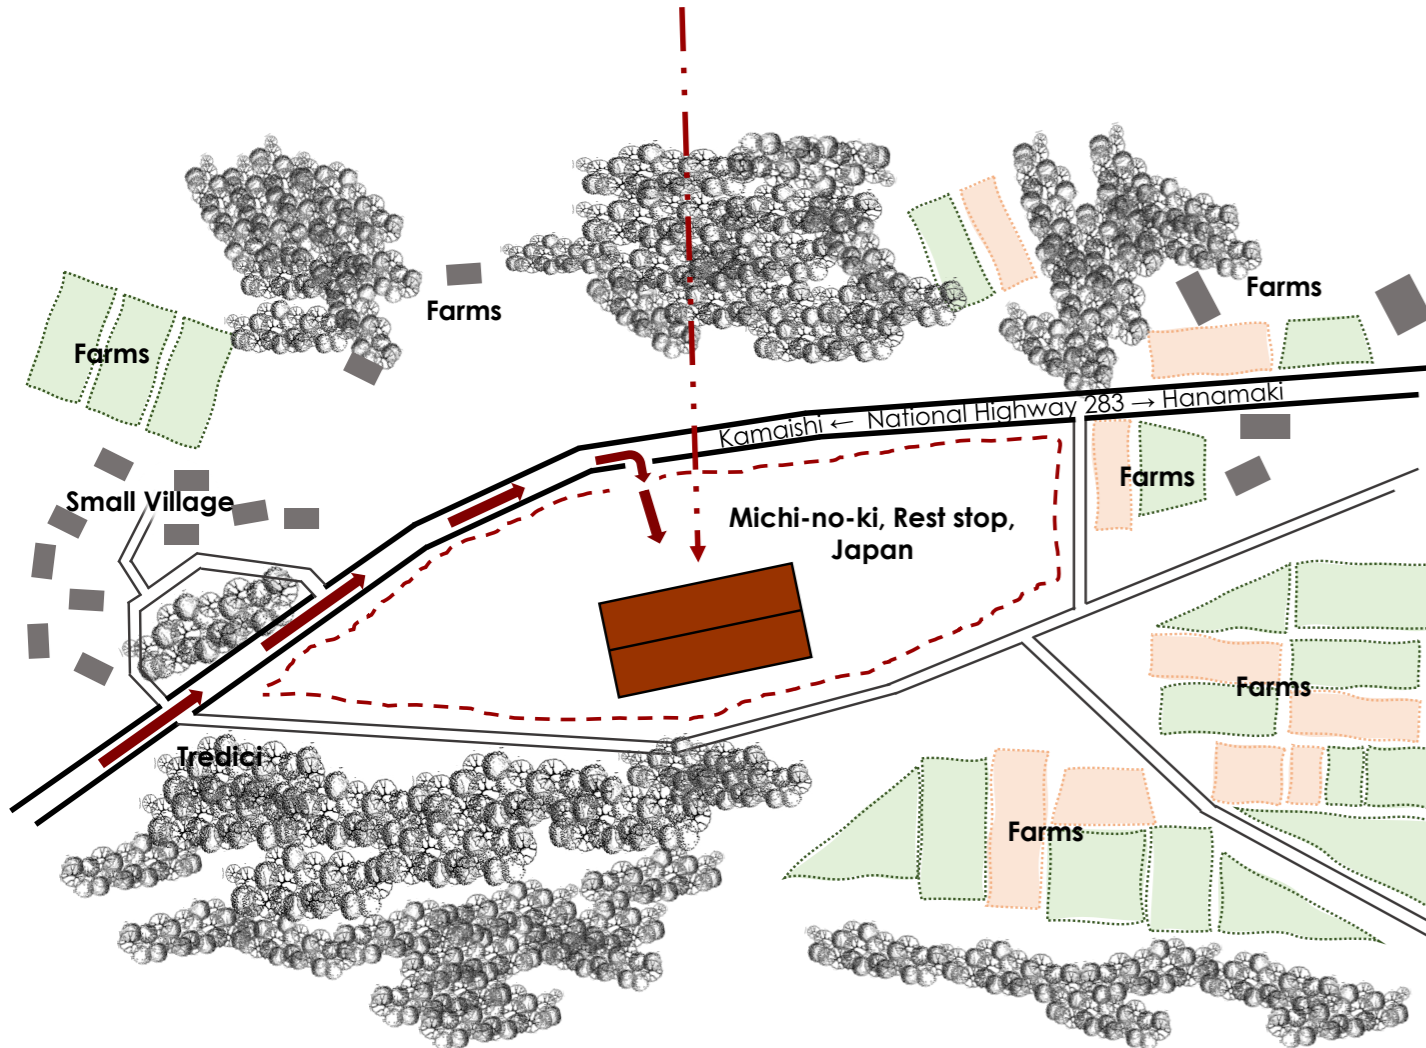 Farms
Farms
Farms
Kamaishi ← National Highway 283 → Hanamaki
Farms
Small Village
Michi-no-ki, Rest stop,
Japan
Farms
Tredici
Farms